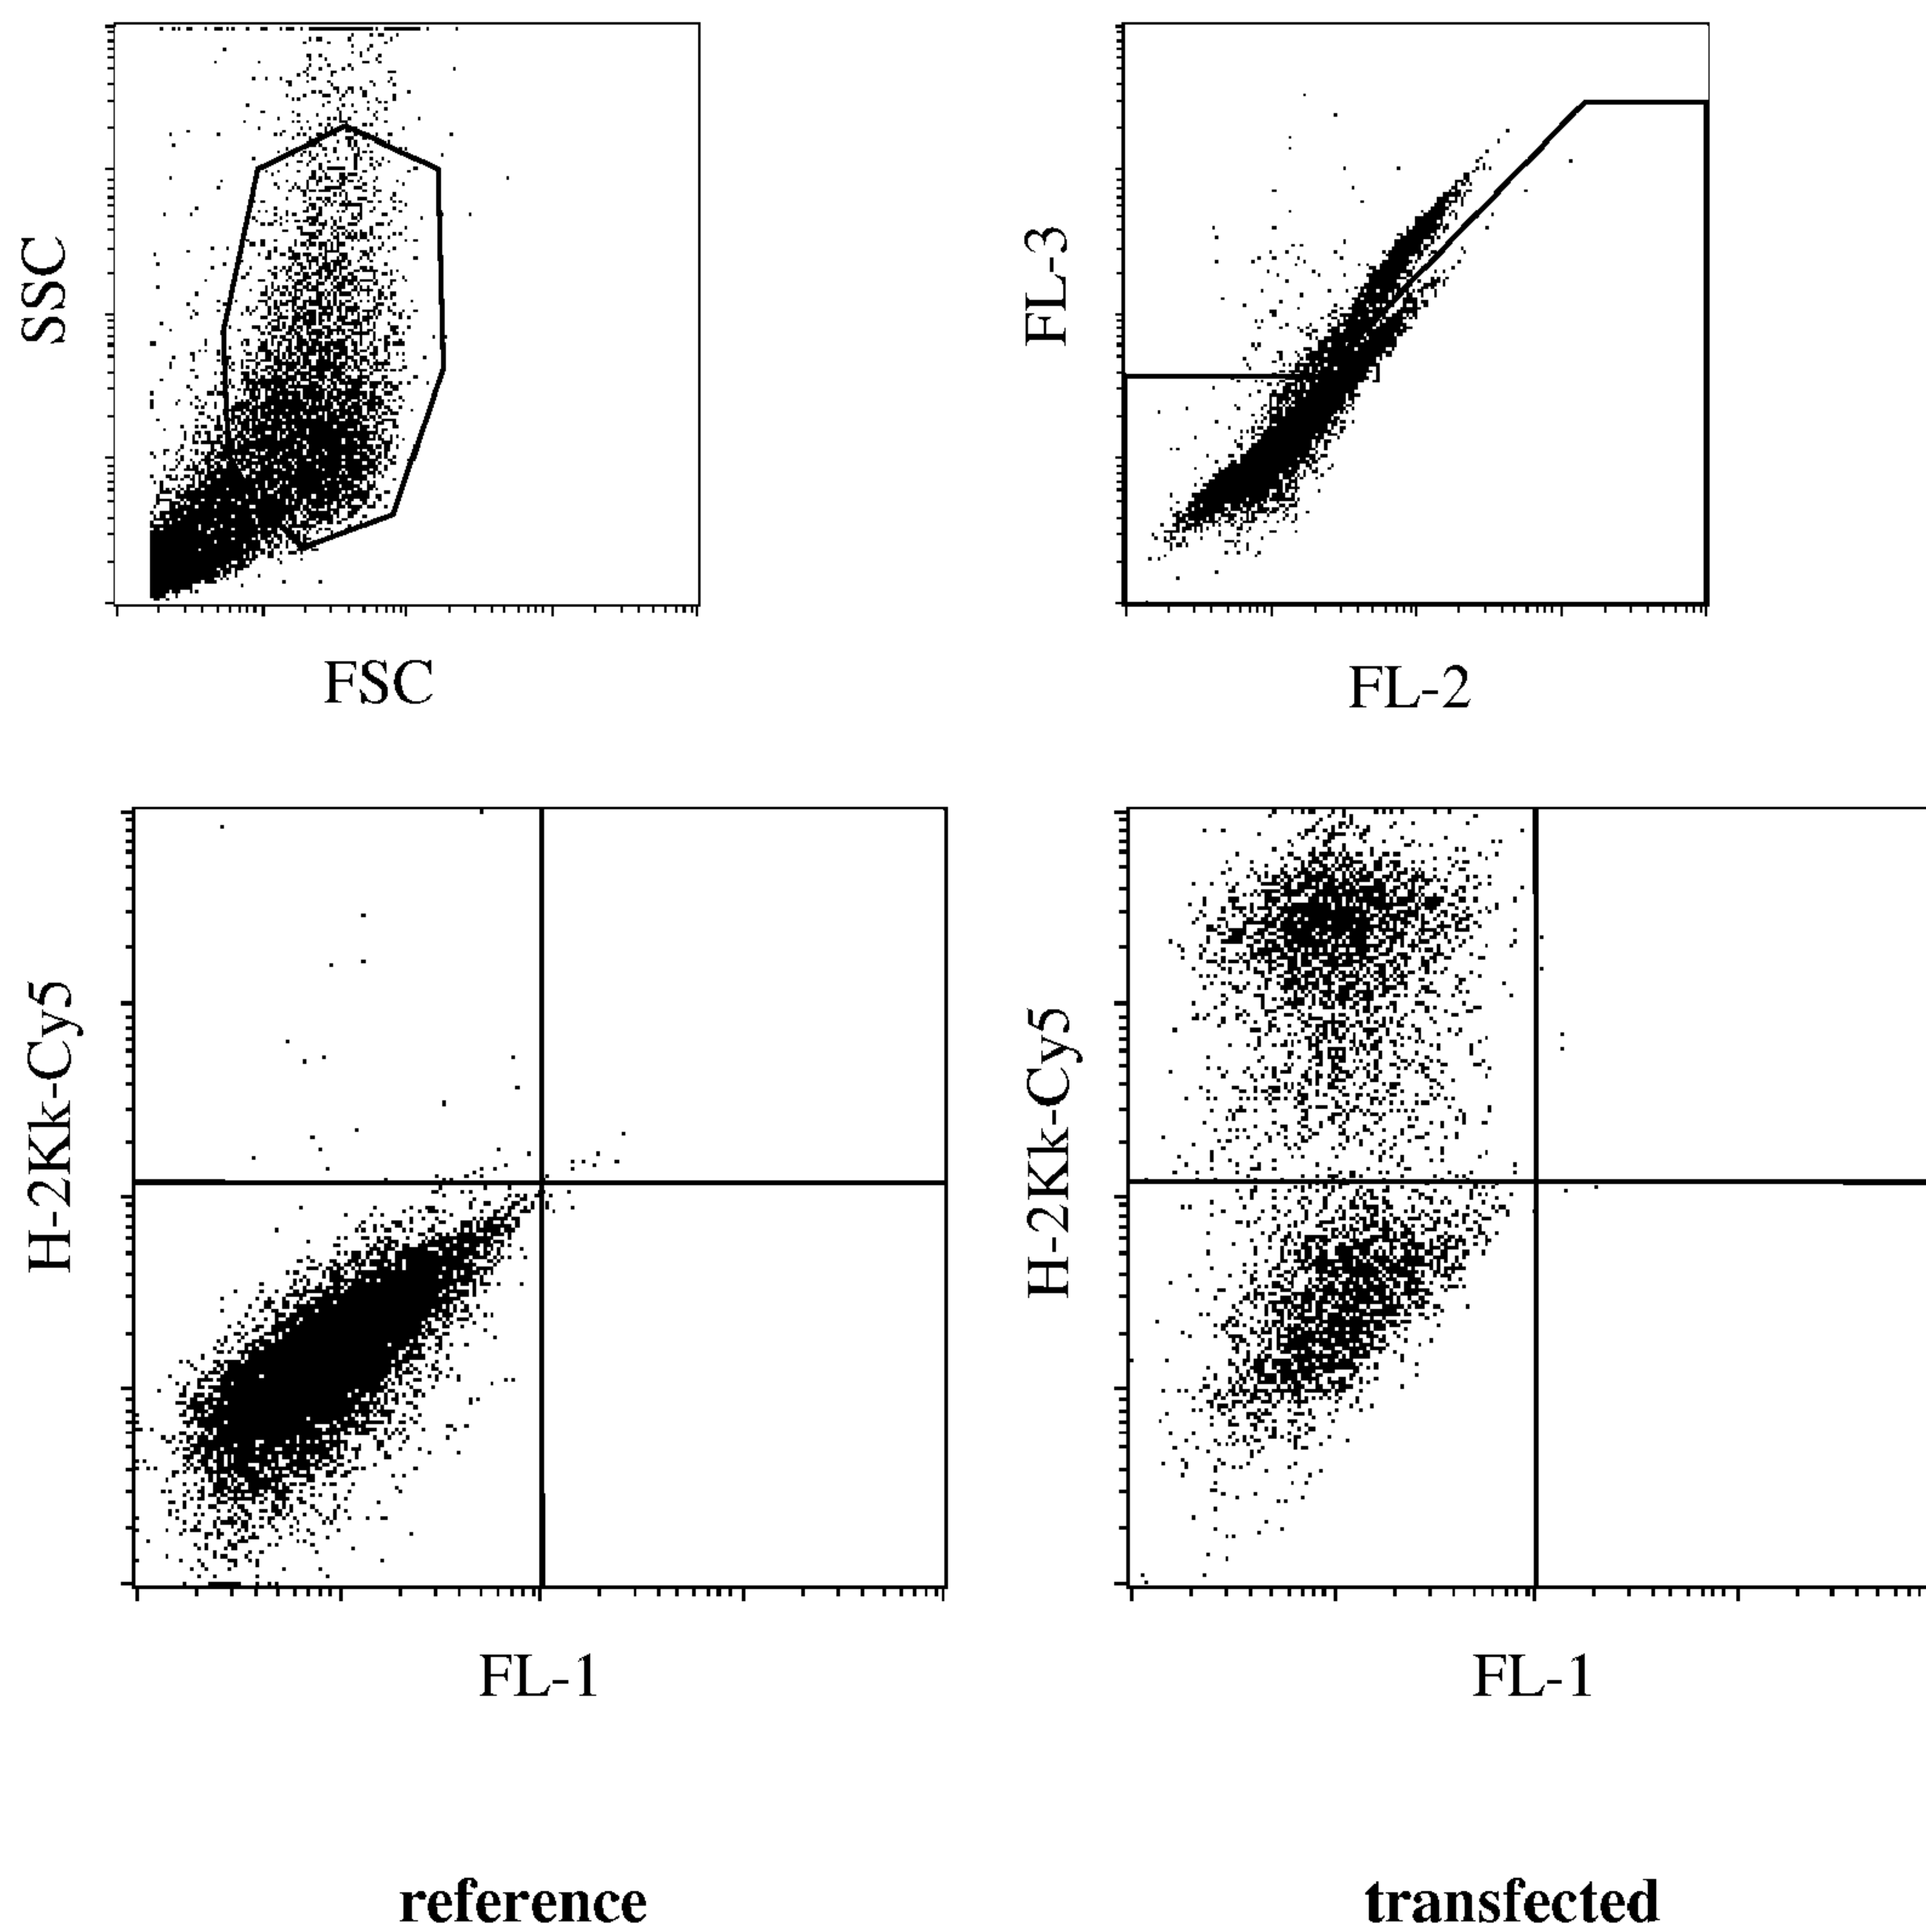 SSC
FSC
FL-3
FL-2
H-2Kk-Cy5
FL-1
H-2Kk-Cy5
FL-1
reference
transfected